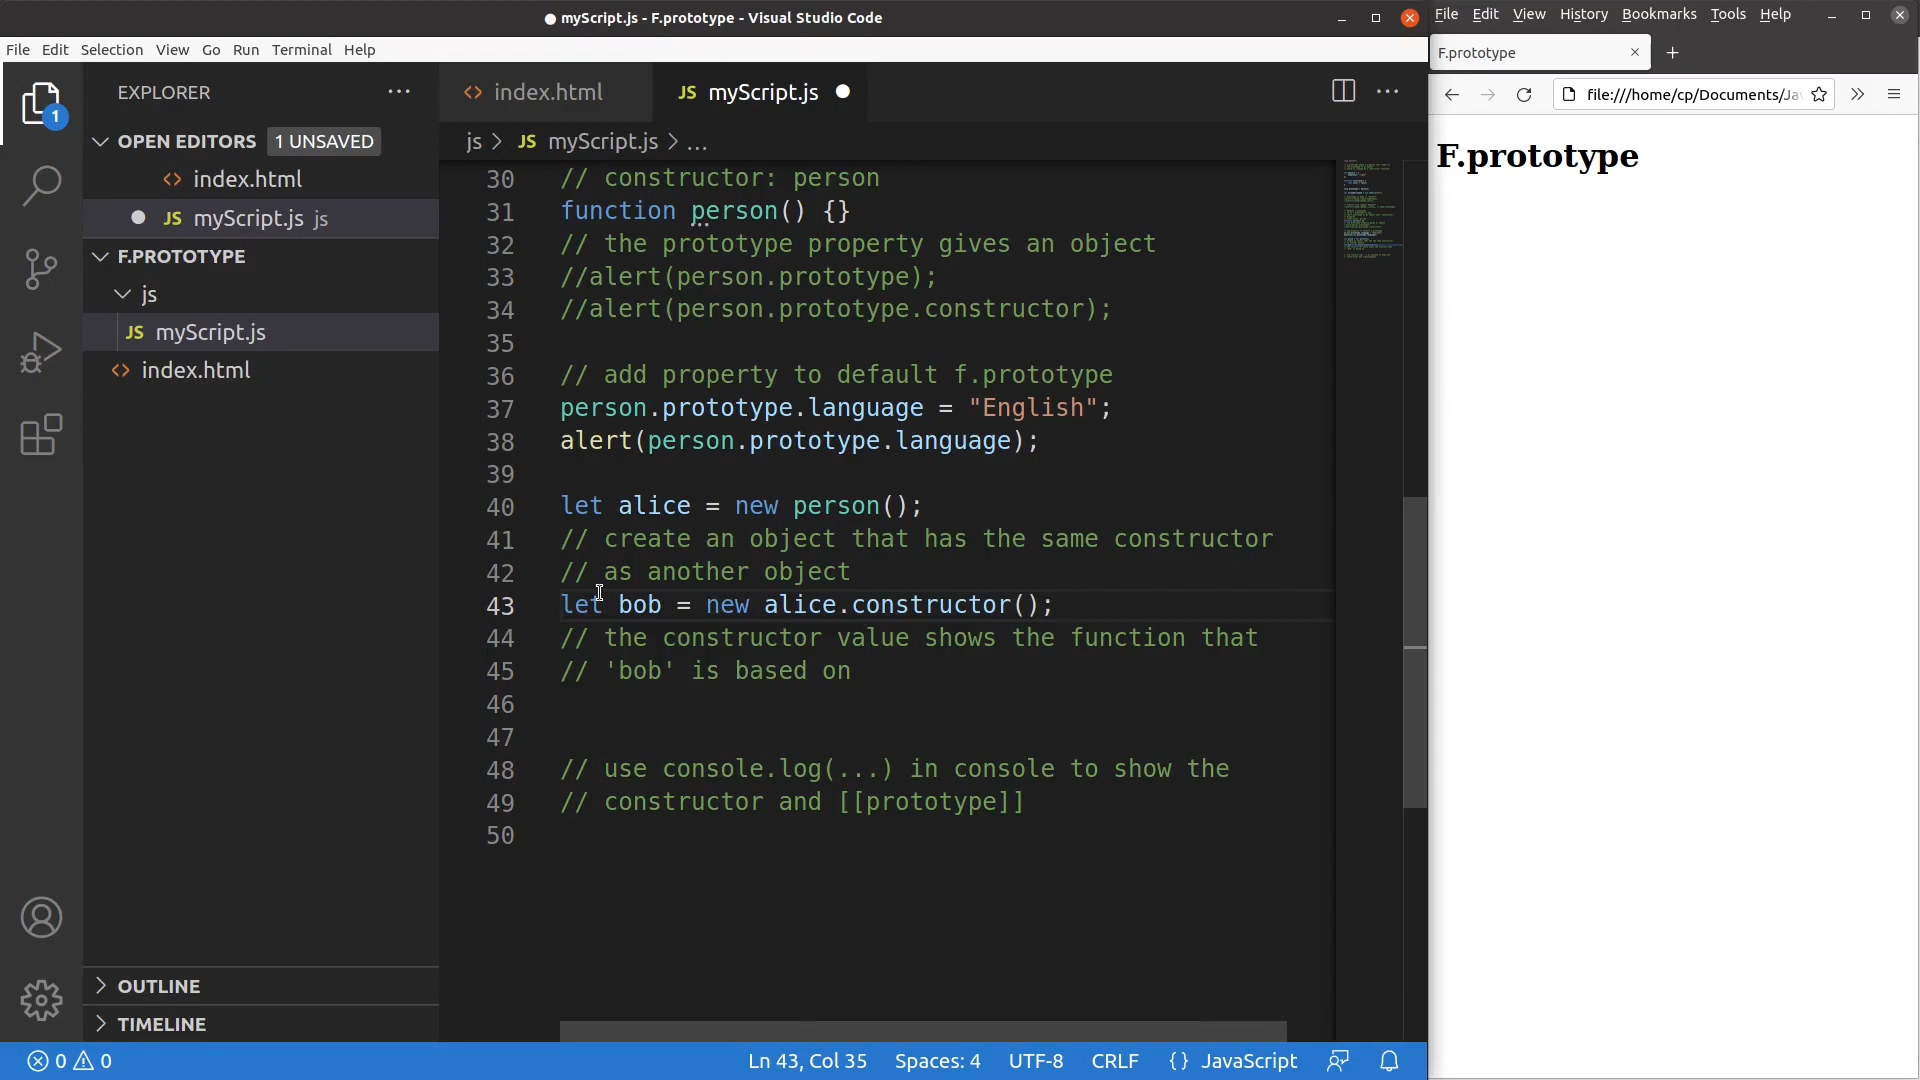 myScript.js - F.prototype - Visual Studio Code
File Edit Selection View Go Run Terminal Help
EXPLORER
1
OPEN EDITORS 1 UNSAVED
index.html
JS myScript.js js
F.PROTOTYPE
js
JS myScript.js
index.html
OUTLINE
TIMELINE
index.html
JS myScript.js
js > JS myScript.js > ...
30 // constructor: person
31 function person() {}
32 // the prototype property gives an object
33 //alert(person.prototype);
34 //alert(person.prototype.constructor);
35
36 // add property to default f.prototype
37 person.prototype.language = "English";
38 alert(person.prototype.language);
39
40 let alice = new person();
41 // create an object that has the same constructor
42 // as another object
43 let bob = new alice.constructor();
44 // the constructor value shows the function that
45 // 'bob' is based on
46
47
48 // use console.log(...) in console to show the
49 // constructor and [[prototype]]
50
0 0
Ln 43, Col 35 Spaces: 4 UTF-8 CRLF {} JavaScript
File Edit View History Bookmarks Tools Help
F.prototype
file:///home/cp/Documents/Ja
F.prototype